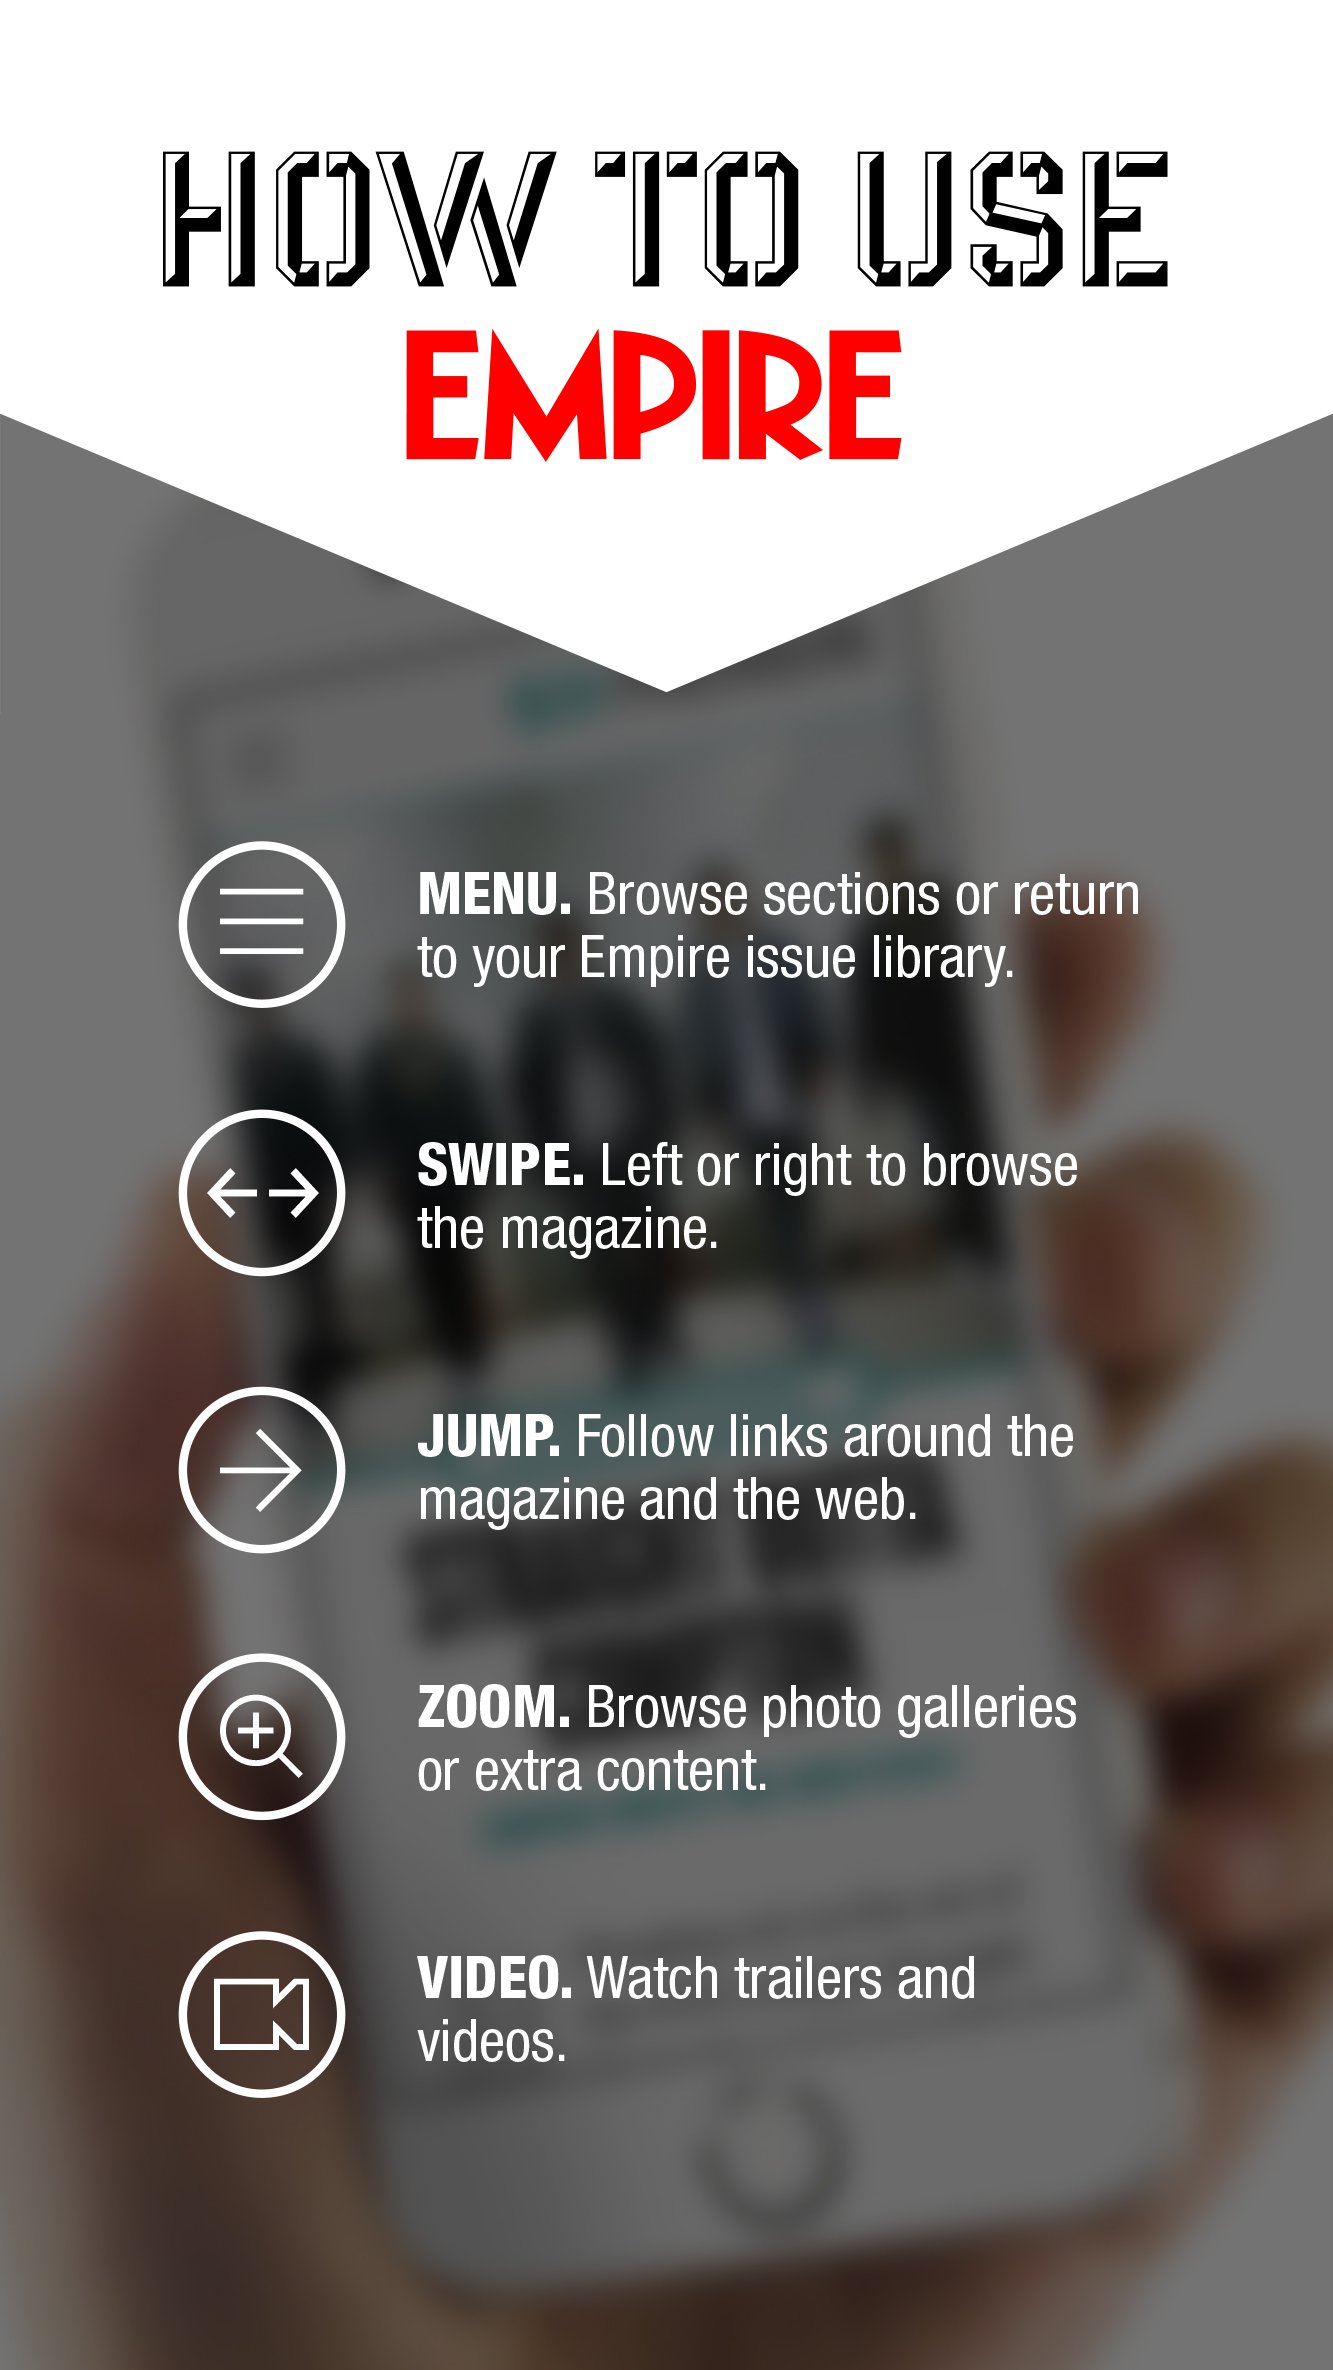 HOW TO USE
EMPIRE
MENU. Browse sections or return
to your Empire issue library.
SWIPE. Left or right to browse
the magazine.
JUMP. Follow links around the
magazine and the web.
ZOOM. Browse photo galleries
or extra content.
VIDEO. Watch trailers and
videos.